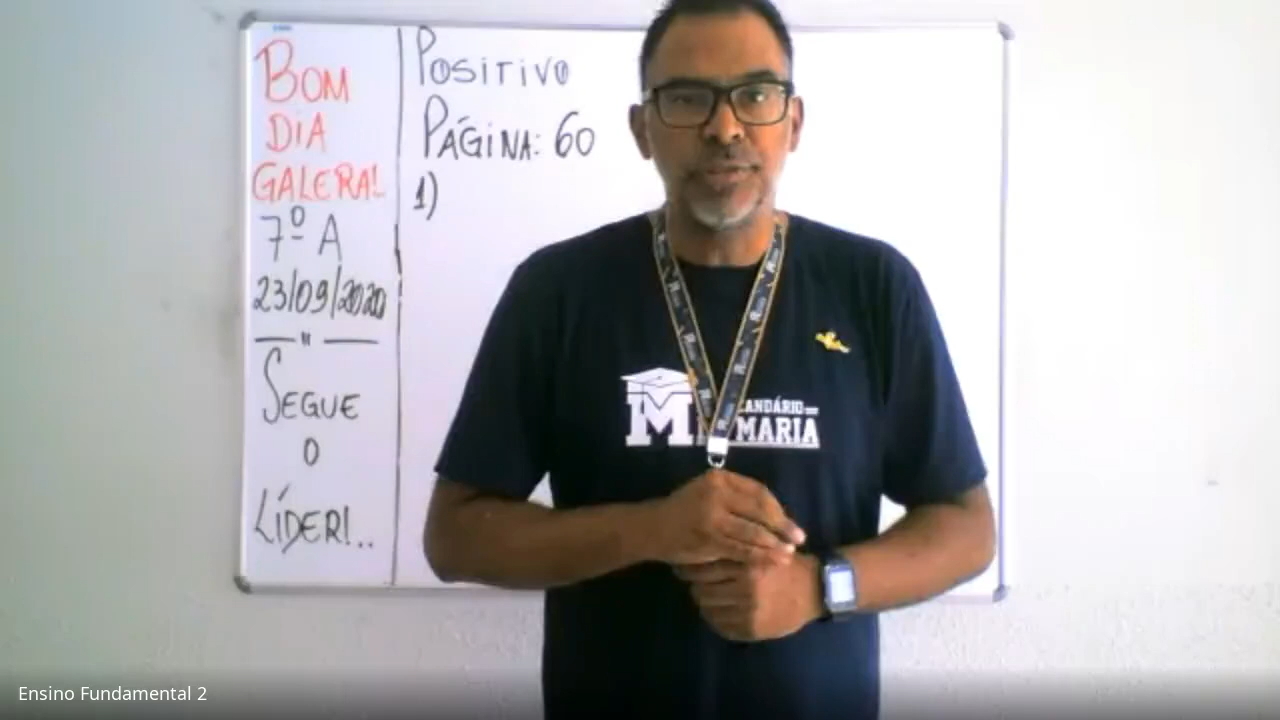 BOM
DIA
GALERA!
7º A
23/09/2020
— " —
SEGUE
O
LÍDER!..
POSITIVO
PÁGINA: 60
1)
M
MARIA
Ensino Fundamental 2